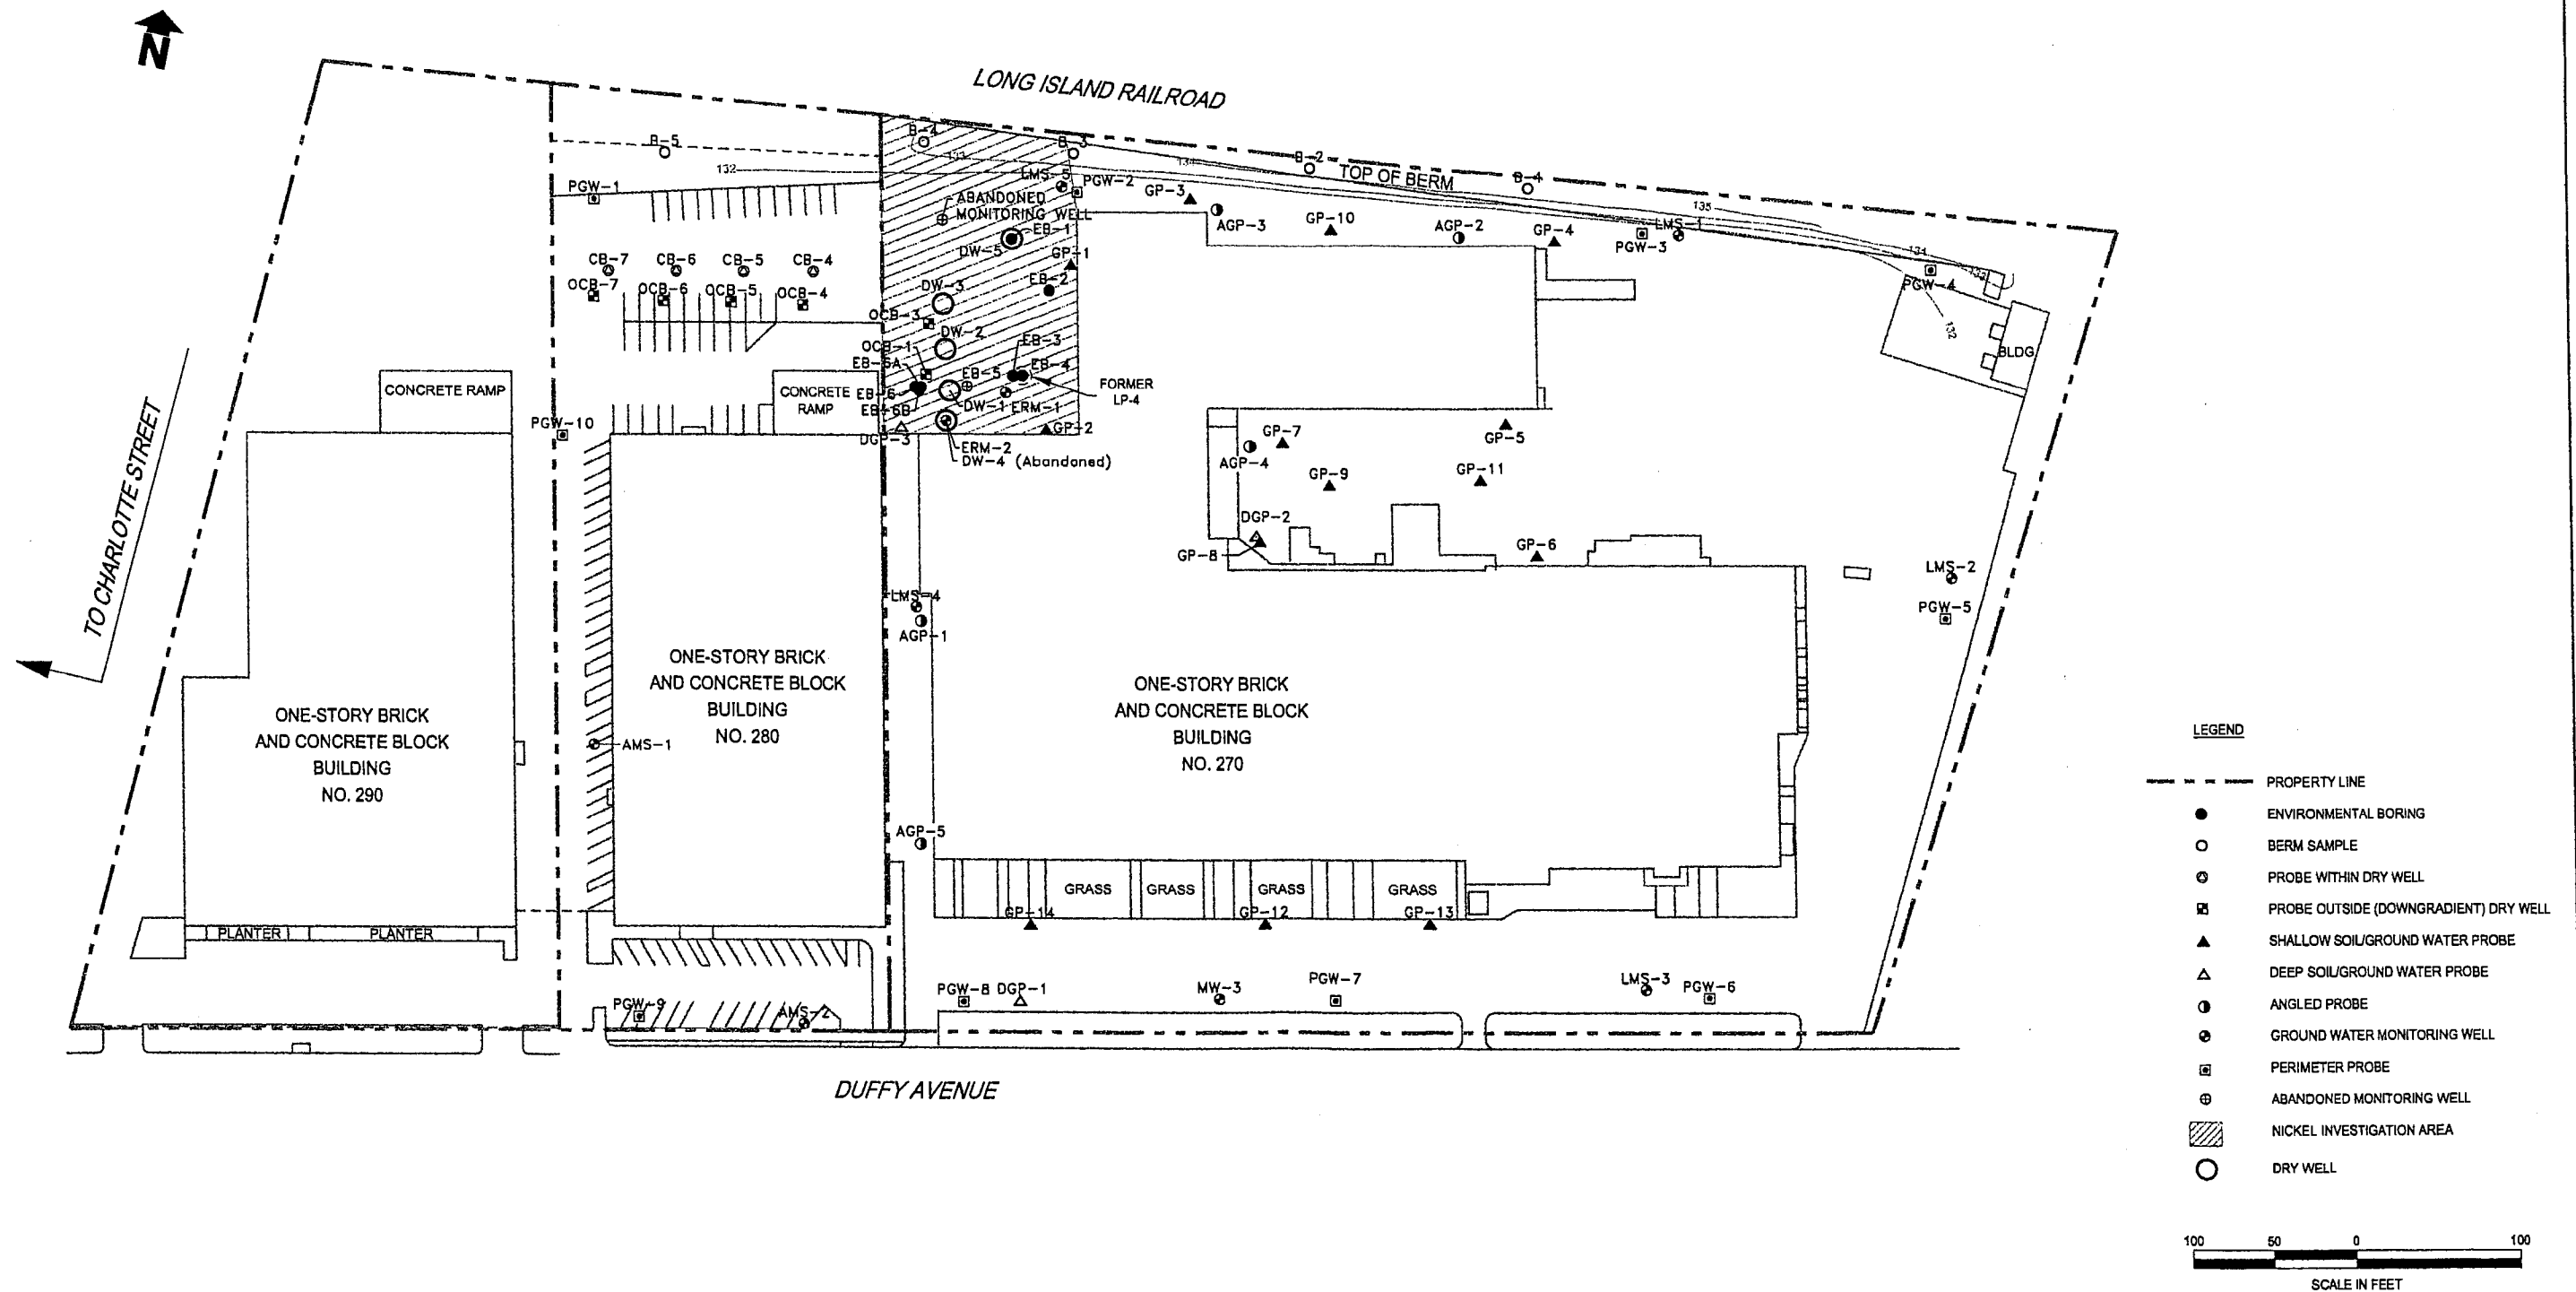 N
LONG ISLAND RAILROAD
B-4
B-5
B-3
B-2
TOP OF BERM
B-4
132
133
134
135
PGW-1
LMS-5
PGW-2
GP-3
AGP-3
GP-10
AGP-2
GP-4
PGW-3
LMS-1
ABANDONED
MONITORING WELL
EB-1
DW-5
GP-1
131
132
PGW-4
132
BLDG
CB-7
CB-6
CB-5
CB-4
OCB-7
OCB-6
OCB-5
OCB-4
DW-3
EB-2
OCB-3
DW-2
OCB-1
EB-3
EB-6A
EB-5
EB-4
FORMER
LP-4
EB-6
EB-6B
DW-1
ERM-1
CONCRETE RAMP
CONCRETE
RAMP
PGW-10
DGP-3
GP-2
ERM-2
DW-4 (Abandoned)
GP-7
AGP-4
GP-5
GP-9
GP-11
DGP-2
GP-8
GP-6
LMS-2
PGW-5
TO CHARLOTTE STREET
LMS-4
AGP-1
ONE-STORY BRICK
AND CONCRETE BLOCK
BUILDING
NO. 290
ONE-STORY BRICK
AND CONCRETE BLOCK
BUILDING
NO. 280
ONE-STORY BRICK
AND CONCRETE BLOCK
BUILDING
NO. 270
AMS-1
AGP-5
GRASS
GRASS
GRASS
GRASS
GP-14
GP-12
GP-13
PLANTER
PLANTER
PGW-9
AMS-2
PGW-8
DGP-1
MW-3
PGW-7
LMS-3
PGW-6
DUFFY AVENUE
LEGEND
PROPERTY LINE
ENVIRONMENTAL BORING
BERM SAMPLE
PROBE WITHIN DRY WELL
PROBE OUTSIDE (DOWNGRADIENT) DRY WELL
SHALLOW SOIL/GROUND WATER PROBE
DEEP SOIL/GROUND WATER PROBE
ANGLED PROBE
GROUND WATER MONITORING WELL
PERIMETER PROBE
ABANDONED MONITORING WELL
NICKEL INVESTIGATION AREA
DRY WELL
100 50 0 100
SCALE IN FEET